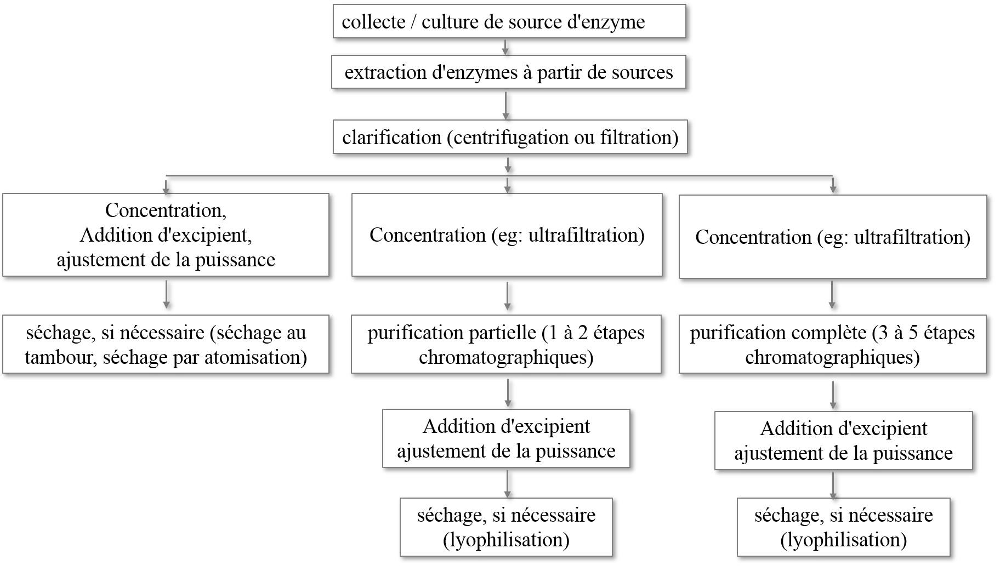 collecte / culture de source d'enzyme
extraction d'enzymes à partir de sources
clarification (centrifugation ou filtration)
Concentration,
Addition d'excipient,
ajustement de la puissance
Concentration (eg: ultrafiltration)
Concentration (eg: ultrafiltration)
séchage, si nécessaire (séchage au
tambour, séchage par atomisation)
purification partielle (1 à 2 étapes
chromatographiques)
purification complète (3 à 5 étapes
chromatographiques)
Addition d'excipient
ajustement de la puissance
Addition d'excipient
ajustement de la puissance
séchage, si nécessaire
(lyophilisation)
séchage, si nécessaire
(lyophilisation)